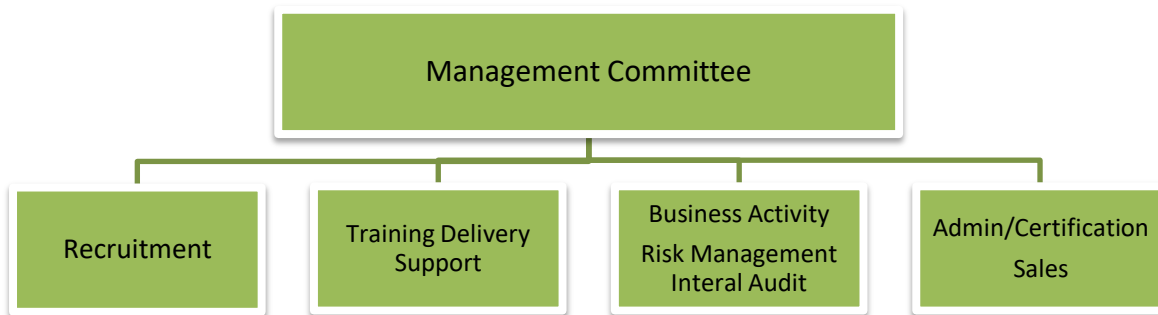 Management Committee
Recruitment
Training Delivery
Support
Business Activity
Risk Management
Interal Audit
Admin/Certification
Sales